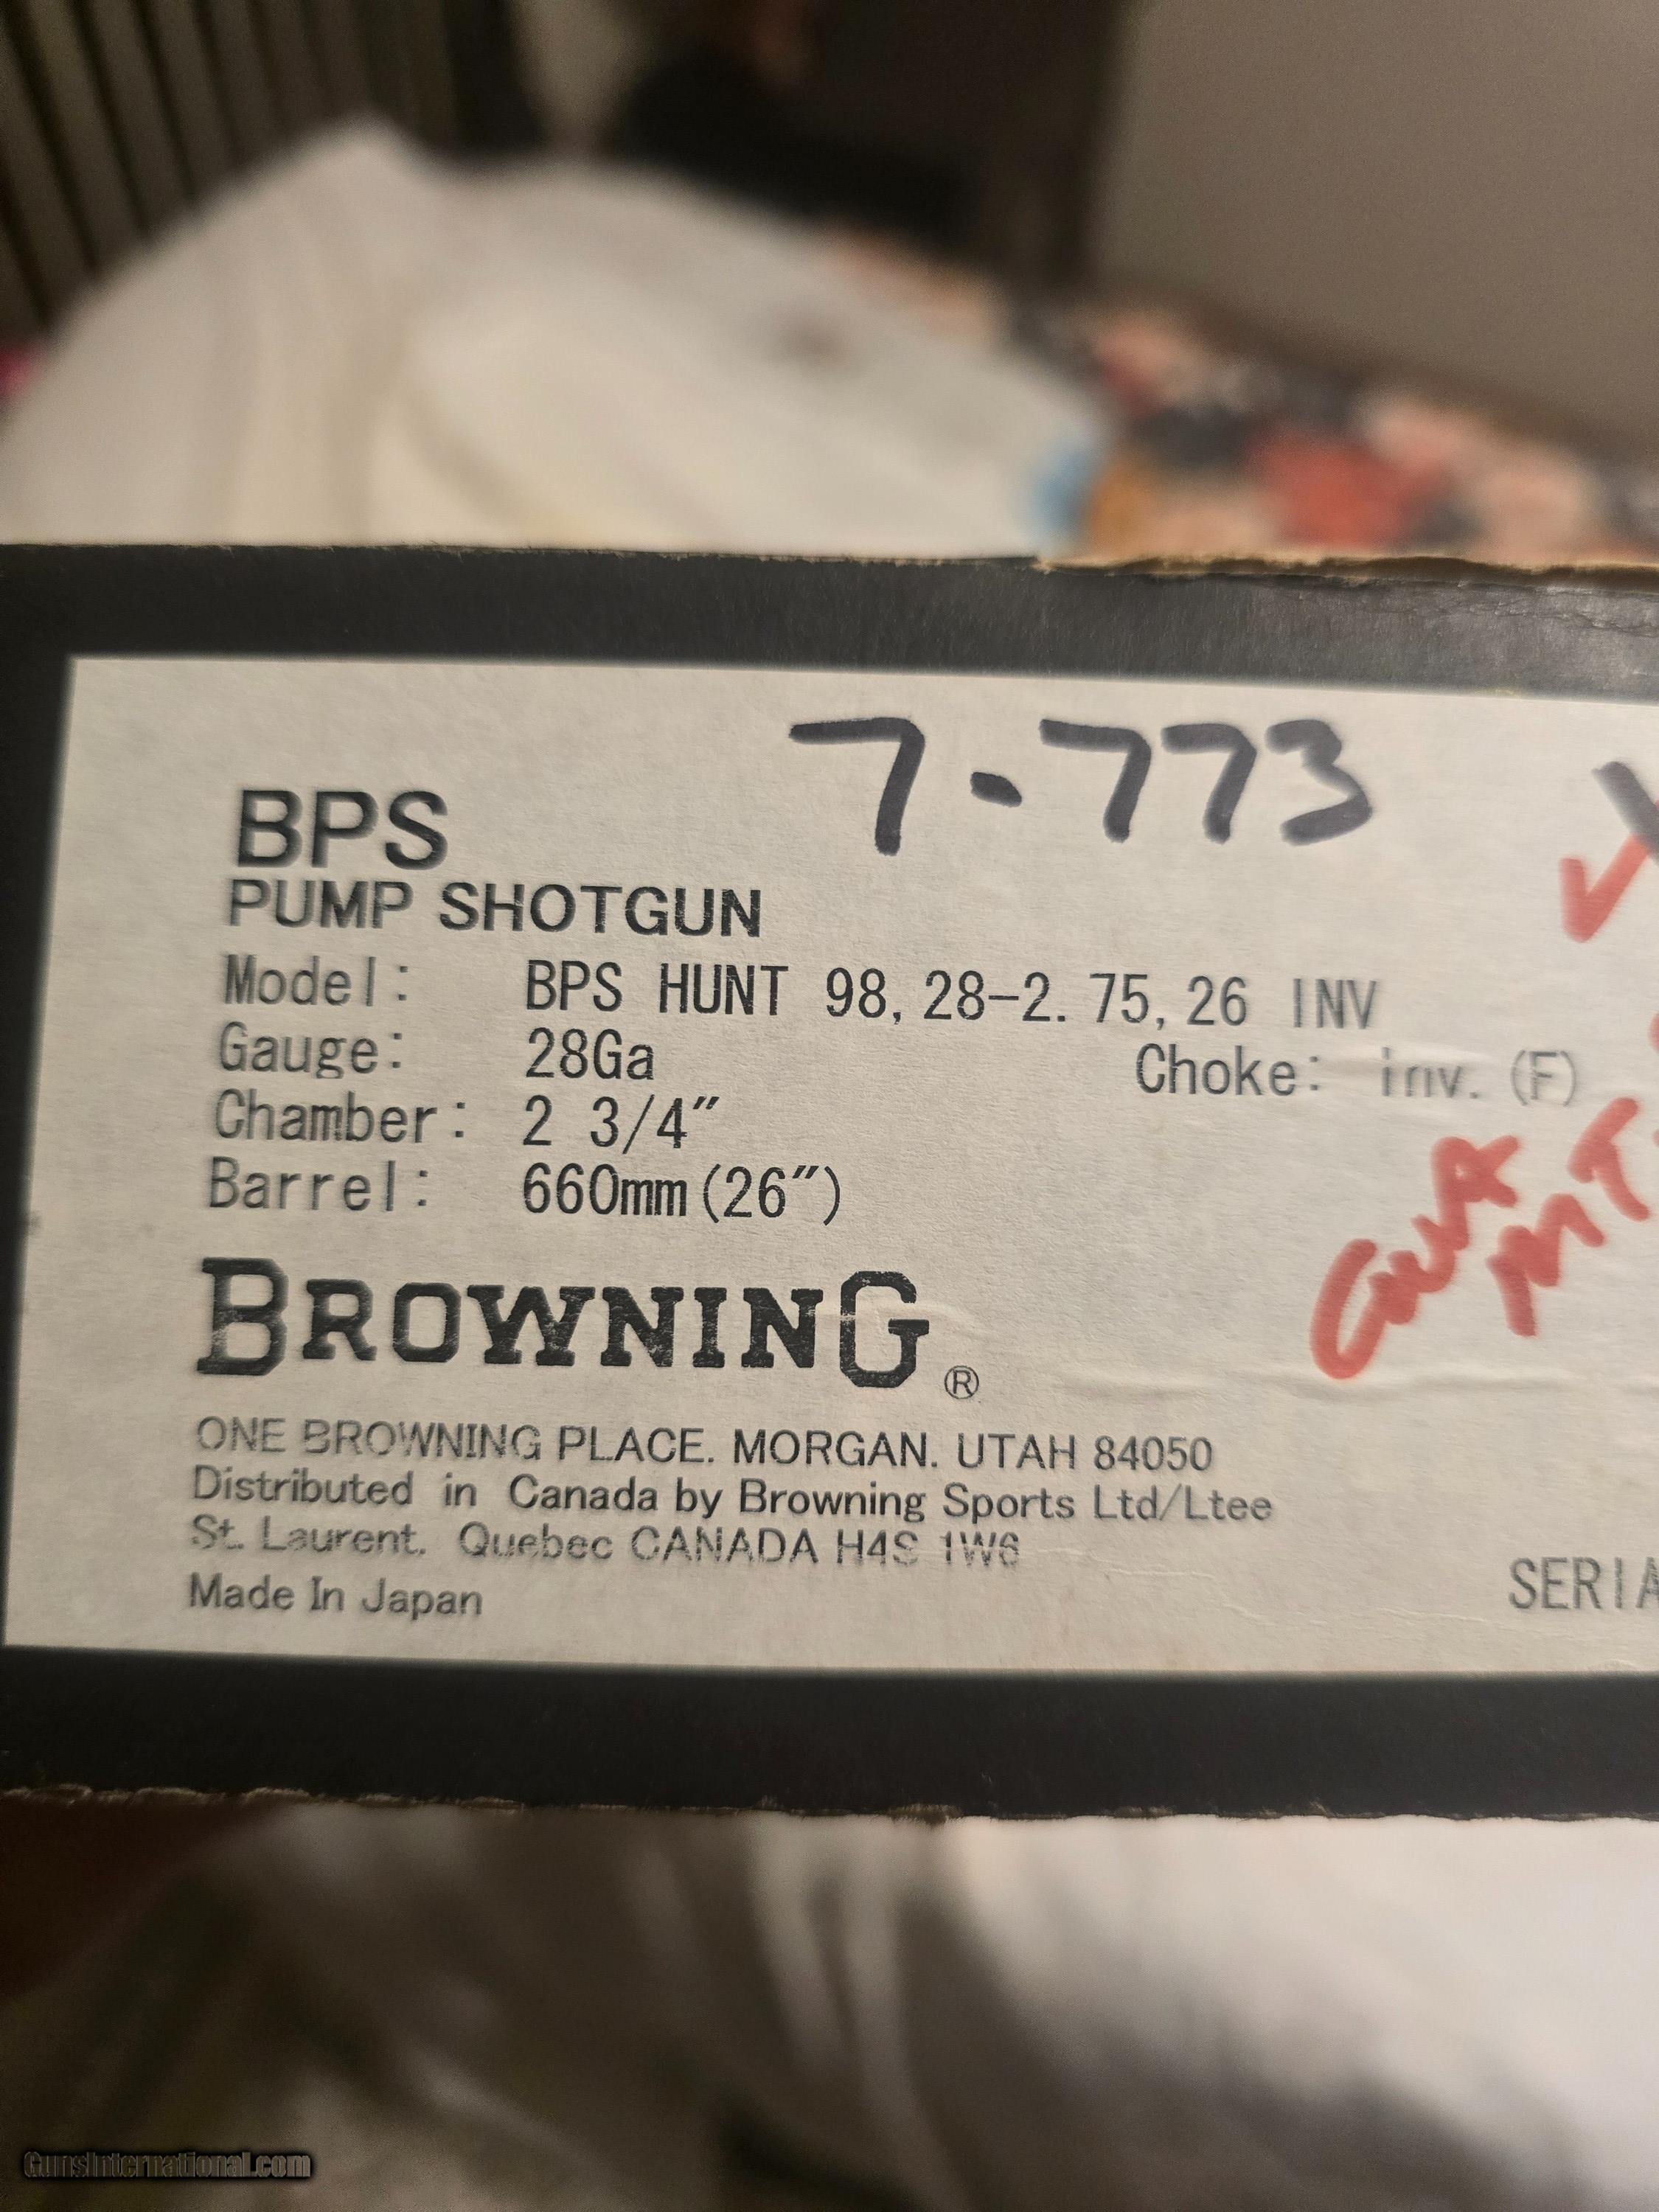 7-773
BPS
PUMP SHOTGUN
Model: BPS HUNT 98, 28-2. 75, 26 INV
Gauge: 28Ga Choke: inv. (F)
Chamber: 2 3/4"
Barrel: 660mm (26")
BROWNING®
ONE BROWNING PLACE. MORGAN. UTAH 84050
Distributed in Canada by Browning Sports Ltd/Ltee
St. Laurent. Quebec CANADA H4S 1W6
Made In Japan
SERIA
GunsInternational.com